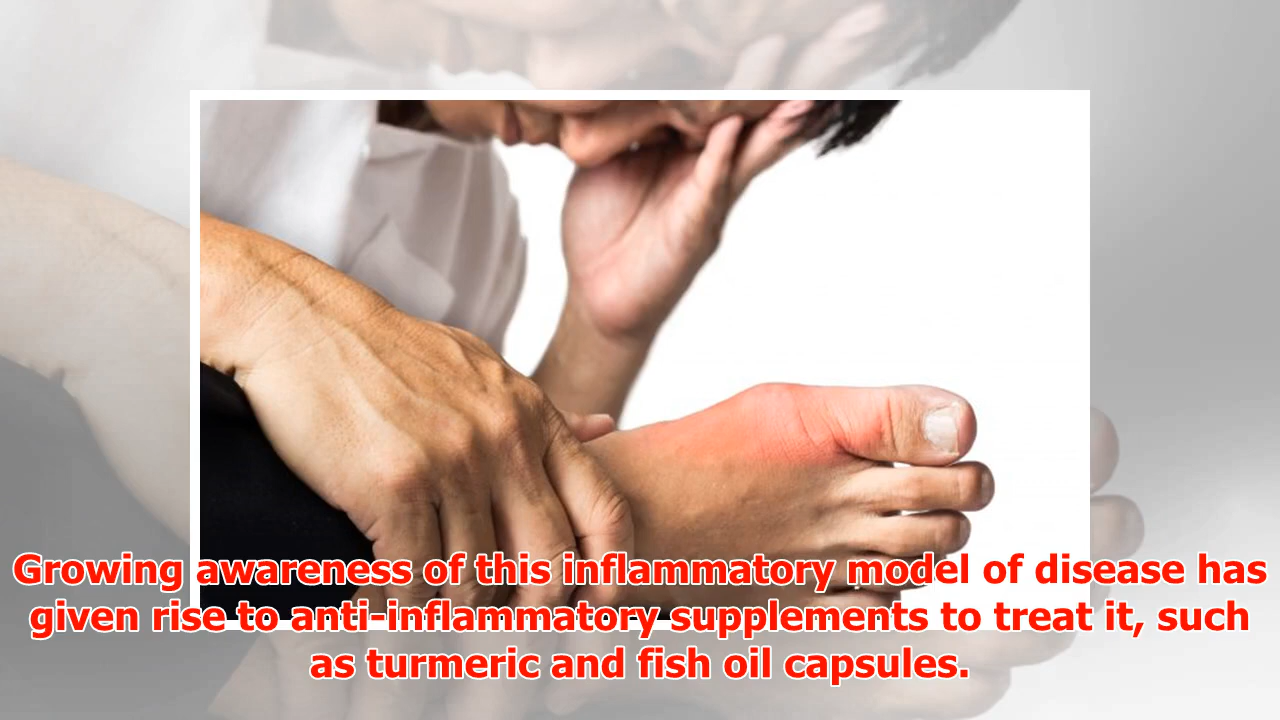 Growing awareness of this inflammatory model of disease has
given rise to anti-inflammatory supplements to treat it, such
as turmeric and fish oil capsules.